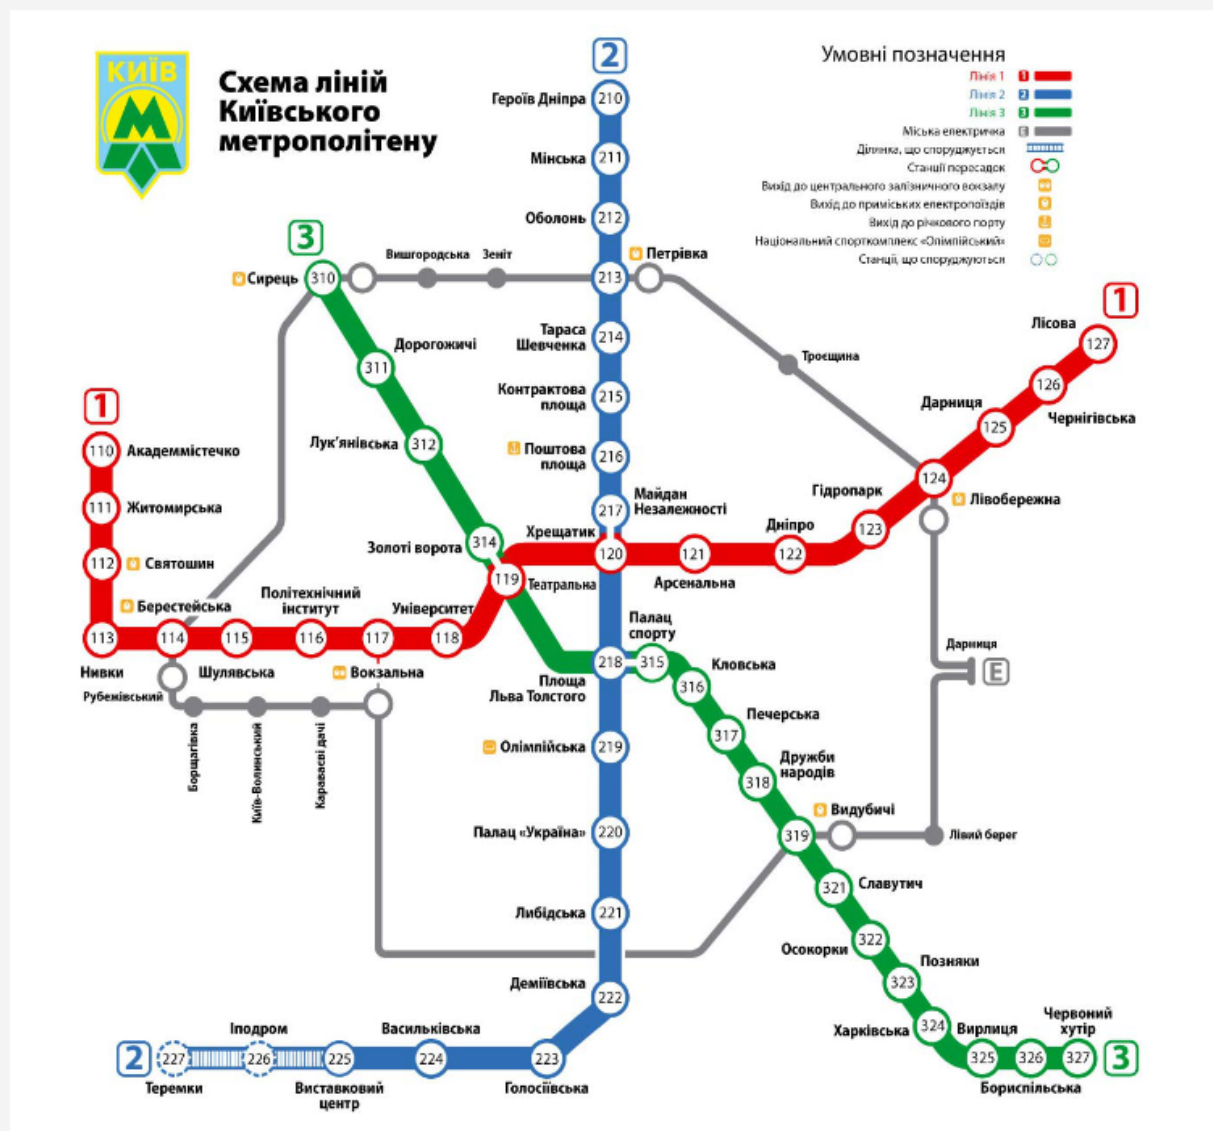 КИЇВ
Схема ліній
Київського
метрополітену
Умовні позначення
Лінія 1 1
Лінія 2 2
Лінія 3 3
Міська електричка E
Ділянка, що споруджується
Станції пересадок
Вихід до центрального залізничного вокзалу
Вихід до приміських електропоїздів
Вихід до річкового порту
Національний спорткомплекс «Олімпійський»
Станції, що споруджуються
2
Героїв Дніпра 210
Мінська 211
Оболонь 212
3
Вишгородська
Зеніт
Петрівка
Сирець 310
213
1
Лісова
127
Тараса
Шевченка
214
Дорогожичі
311
Троєщина
126
Чернігівська
1
Контрактова
площа
215
Дарниця
125
Лук'янівська 312
110 Академмістечко
Поштова
площа
216
124
Лівобережна
111 Житомирська
Майдан
Незалежності
217
Гідропарк
123
Золоті ворота 314
Хрещатик
120
121
Арсенальна
Дніпро
122
112 Святошин
119 Театральна
Берестейська
Політехнічний
інститут
Університет
113 114 115 116 117 118
Нивки
Шулявська
Вокзальна
Рубежівський
Борщагівка
Київ-Волинський
Караваєві дачі
Палац
спорту
218 315
Площа
Льва Толстого
Кловська
316
Дарниця
E
Печерська
317
Олімпійська 219
Дружби
народів
318
Видубичі
319
Лівий берег
Палац «Україна» 220
Славутич
321
Либідська 221
Осокорки 322
Позняки
323
Деміївська 222
Харківська 324
Вирлиця
Червоний
хутір
325 326 327 3
Бориспільська
Іподром
Васильківська
2 227 226 225 224 223
Теремки
Виставковий
центр
Голосіївська